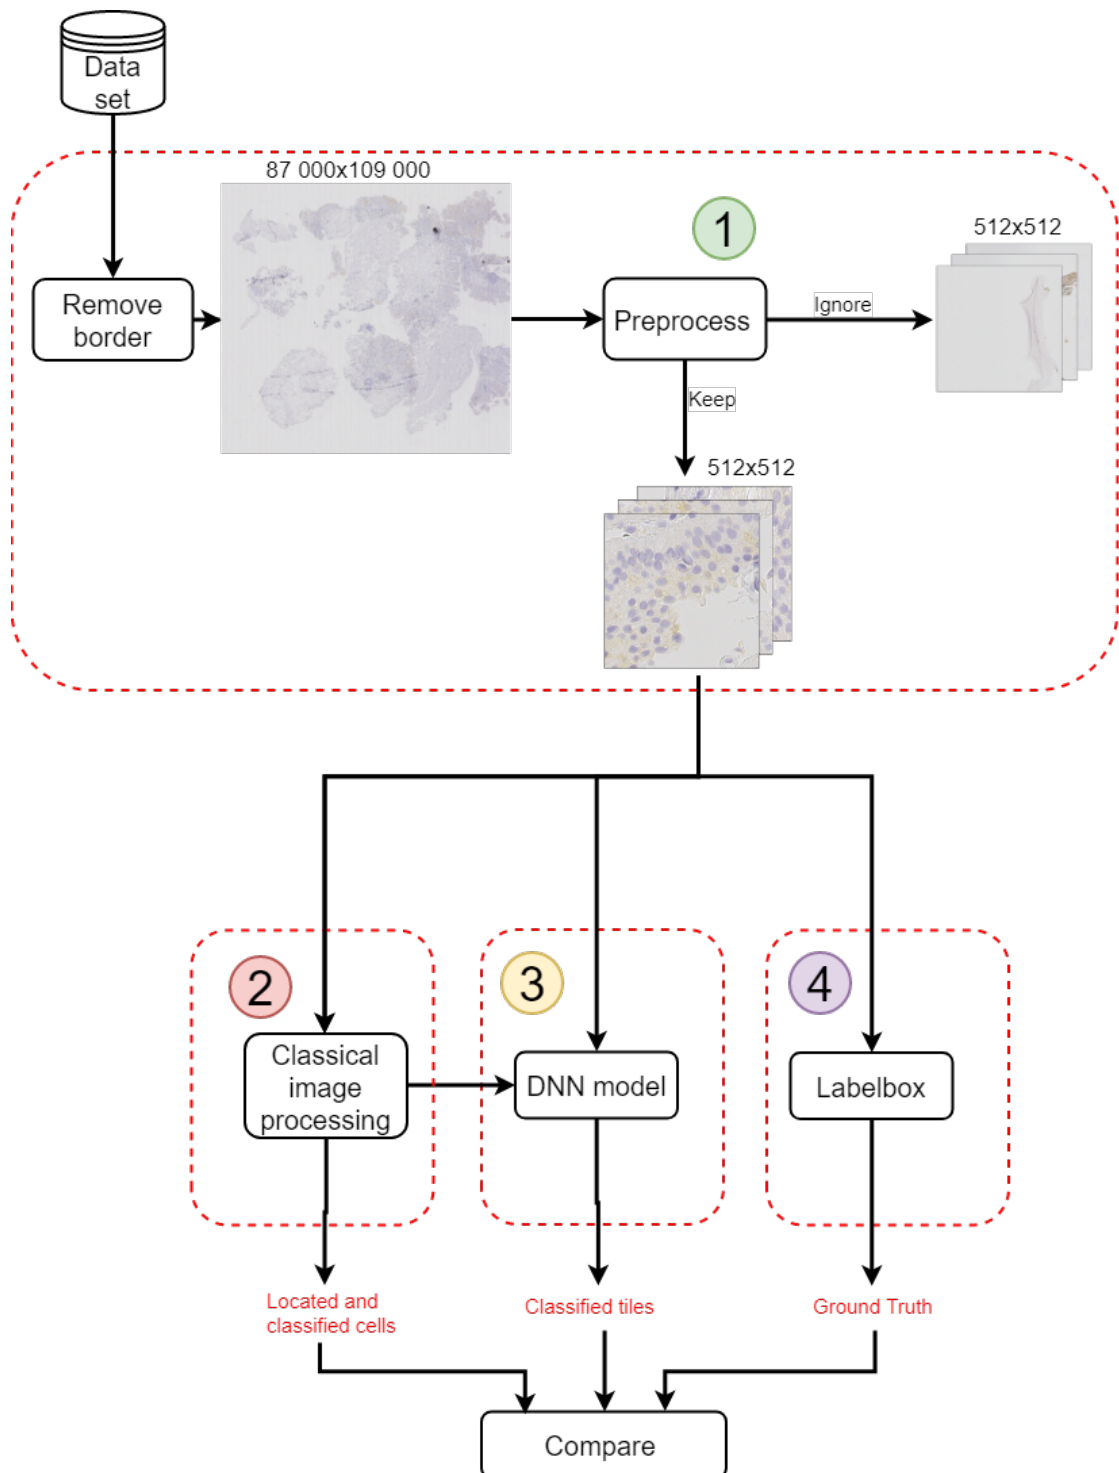 Data
set
87 000x109 000
1
512x512
Remove
border
Preprocess
Ignore
Keep
512x512
2
3
4
Classical
image
processing
DNN model
Labelbox
Located and
classified cells
Classified tiles
Ground Truth
Compare